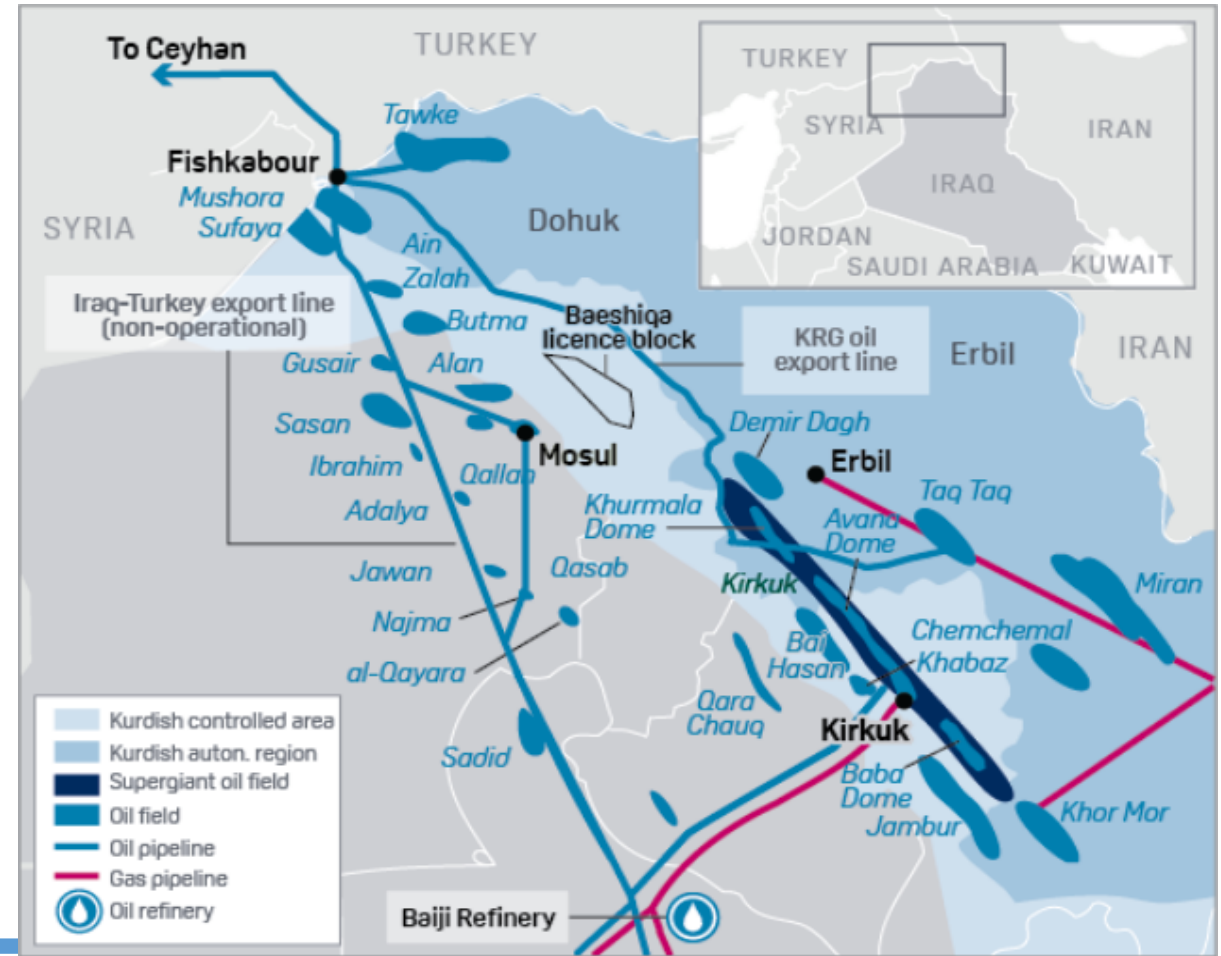 To Ceyhan
TURKEY
Tawke
Fishkabour
Mushora
Sufaya
SYRIA
Dohuk
Ain
Zalah
Iraq-Turkey export line
(non-operational)
Butma
Baeshiqa
licence block
KRG oil
export line
Erbil
IRAN
Gusair
Alan
Sasan
Demir Dagh
Mosul
Erbil
Ibrahim
Qallan
Taq Taq
Khurmala
Dome
Avana
Dome
Adalya
Jawan
Qasab
Kirkuk
Miran
Najma
Bai
Hasan
Chemchemal
Khabaz
al-Qayara
Qara
Chauq
Kirkuk
Sadid
Baba
Dome
Jambur
Khor Mor
Baiji Refinery
TURKEY
SYRIA
IRAN
IRAQ
JORDAN
SAUDI ARABIA
KUWAIT
Kurdish controlled area
Kurdish auton. region
Supergiant oil field
Oil field
Oil pipeline
Gas pipeline
Oil refinery